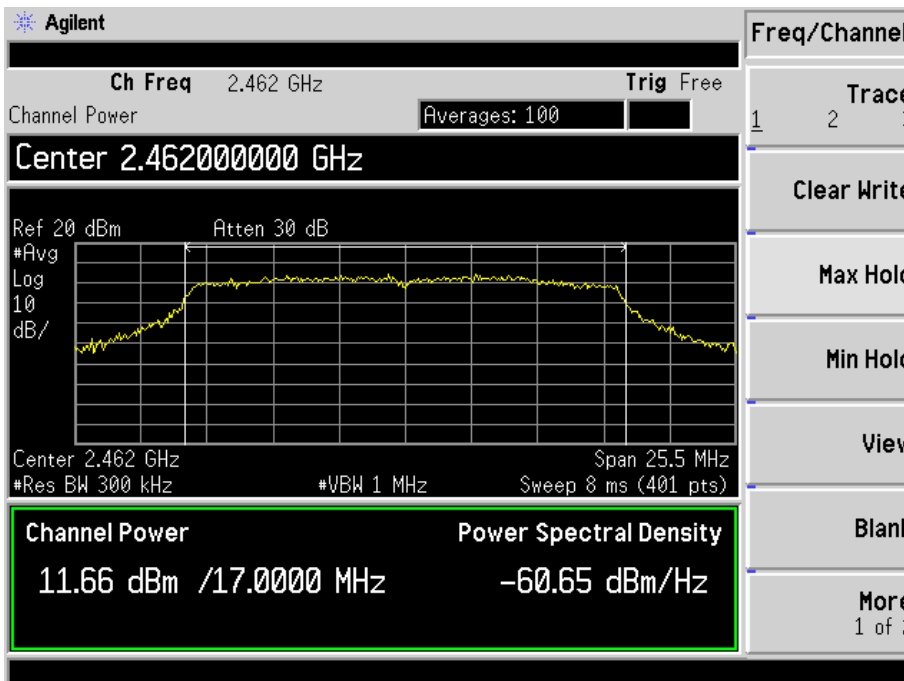 Agilent
Freq/Channel
Ch Freq 2.462 GHz Trig Free
Channel Power Averages: 100
Trace
1 2
Center 2.462000000 GHz
Clear Write
Ref 20 dBm Atten 30 dB
#Avg
Log
10
dB/
Max Hold
Min Hold
Center 2.462 GHz Span 25.5 MHz
#Res BW 300 kHz #VBW 1 MHz Sweep 8 ms (401 pts)
View
Channel Power Power Spectral Density
11.66 dBm /17.0000 MHz -60.65 dBm/Hz
Blank
More
1 of 2